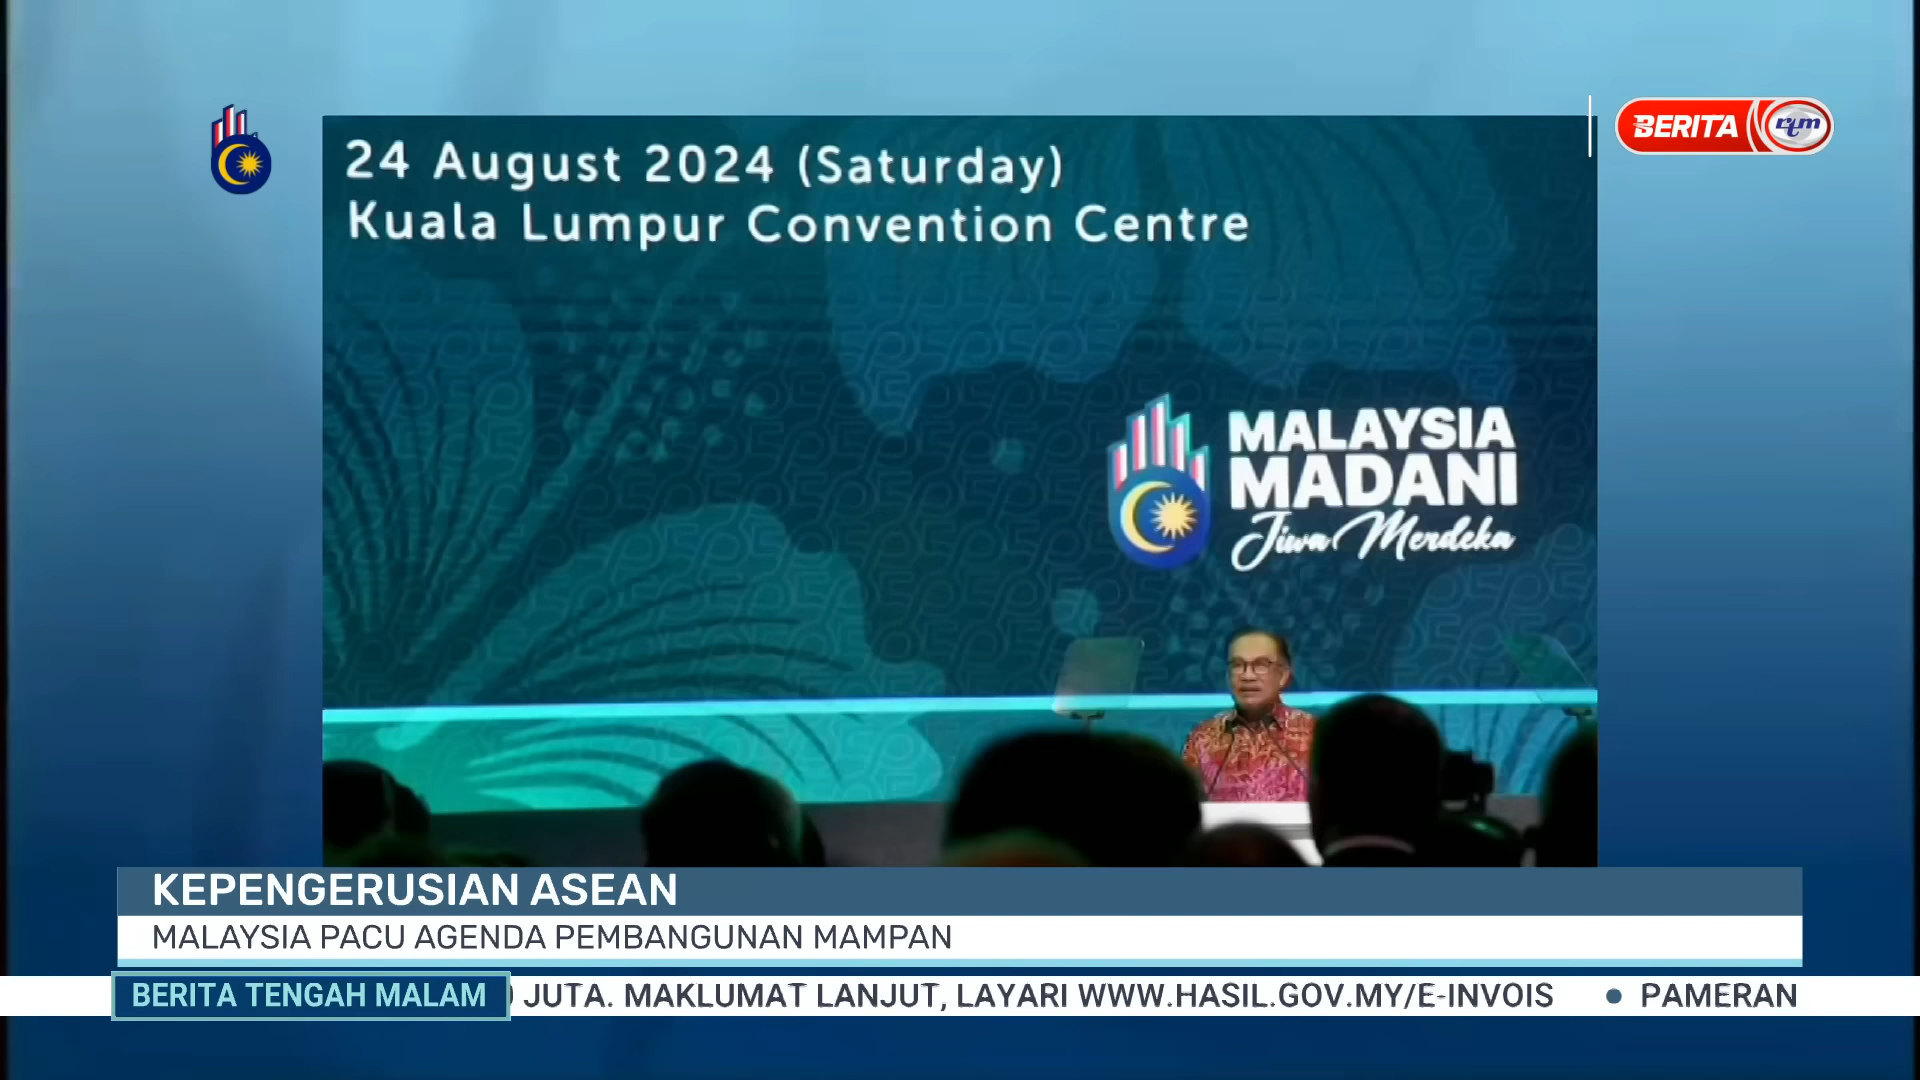 24 August 2024 (Saturday)
Kuala Lumpur Convention Centre
BERITA rtm
MALAYSIA
MADANI
Jiwa Merdeka
KEPENGERUSIAN ASEAN
MALAYSIA PACU AGENDA PEMBANGUNAN MAMPAN
BERITA TENGAH MALAM JUTA. MAKLUMAT LANJUT, LAYARI WWW.HASIL.GOV.MY/E-INVOIS • PAMERAN